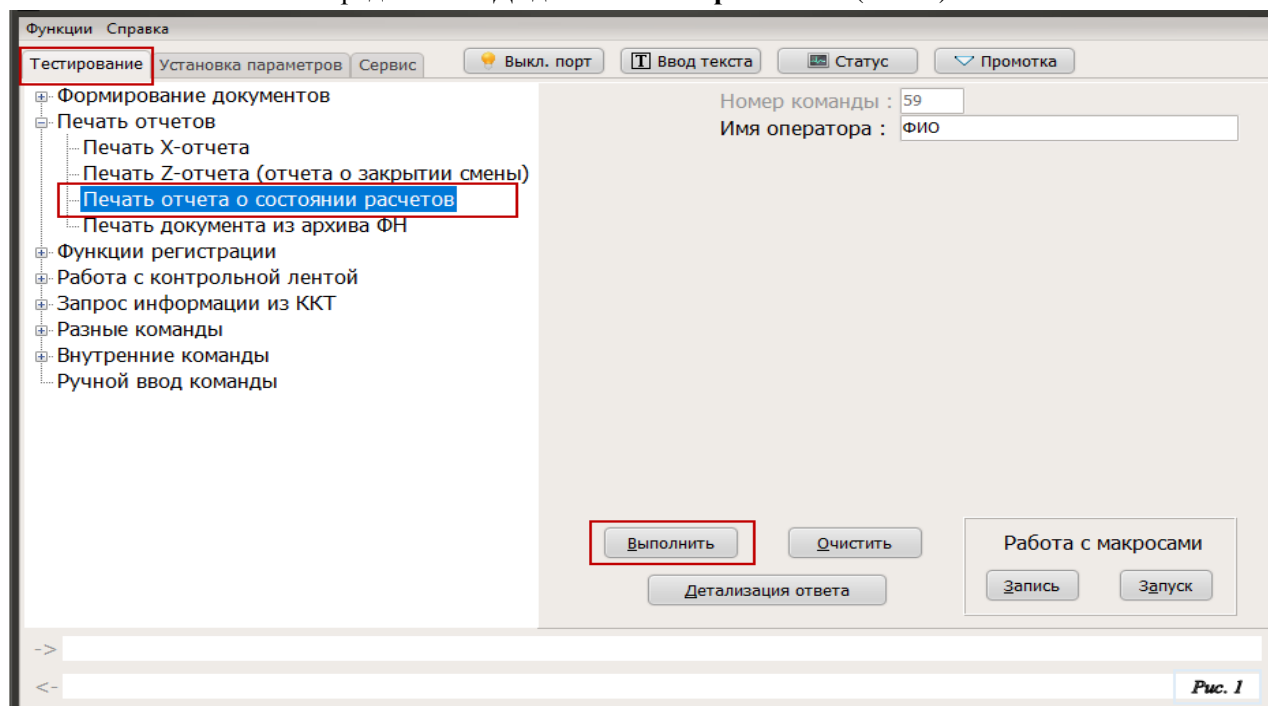 Функции Справка
Тестирование Установка параметров Сервис Выкл. порт Ввод текста Статус Промотка
Формирование документов
Печать отчетов
Печать X-отчета
Печать Z-отчета (отчета о закрытии смены)
Печать отчета о состоянии расчетов
Печать документа из архива ФН
Функции регистрации
Работа с контрольной лентой
Запрос информации из ККТ
Разные команды
Внутренние команды
Ручной ввод команды
Номер команды : 59
Имя оператора : ФИО
Выполнить Очистить
Детализация ответа
Работа с макросами
Запись Запуск
->
<-
Рис. 1